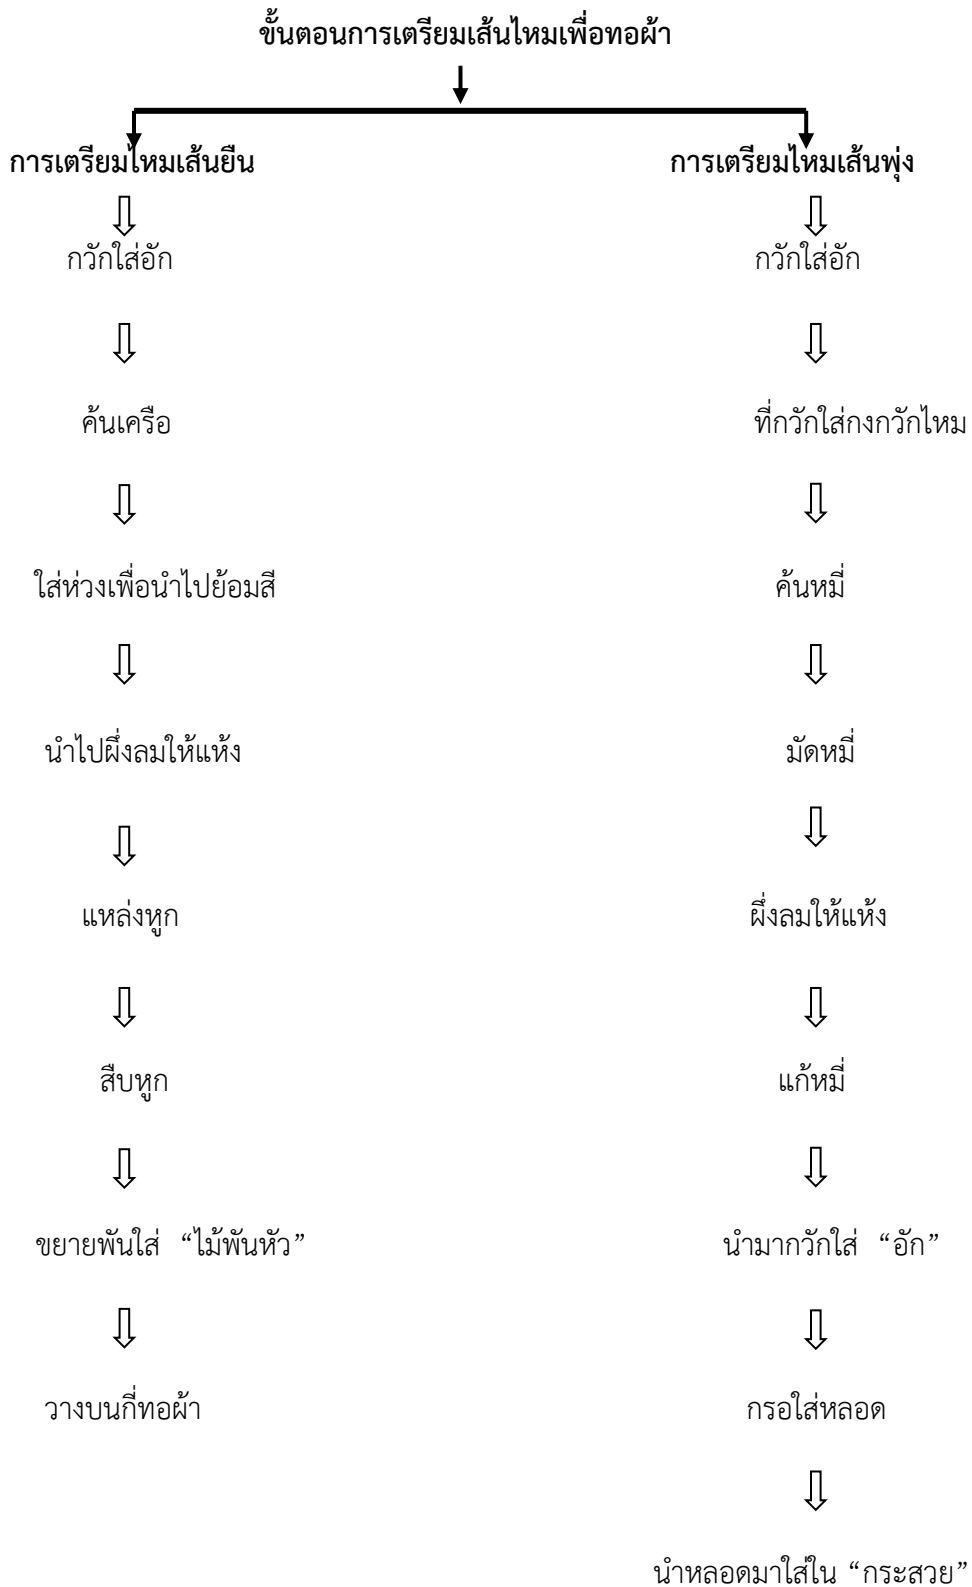 ขั้นตอนการเตรียมเส้นไหมเพื่อทอผ้า
การเตรียมไหมเส้นยืน
กวักใส่อัก
ค้นเครือ
ใส่ห่วงเพื่อนำไปย้อมสี
นำไปผึ่งลมให้แห้ง
แหล่งหูก
สืบหูก
ขยายพันใส่ “ไม้พันหัว”
วางบนกี่ทอผ้า
การเตรียมไหมเส้นพุ่ง
กวักใส่อัก
ที่กวักใส่กงกวักไหม
ค้นหมี่
มัดหมี่
ผึ่งลมให้แห้ง
แก้หมี่
นำมากวักใส่ “อัก”
กรอใส่หลอด
นำหลอดมาใส่ใน “กระสวย”